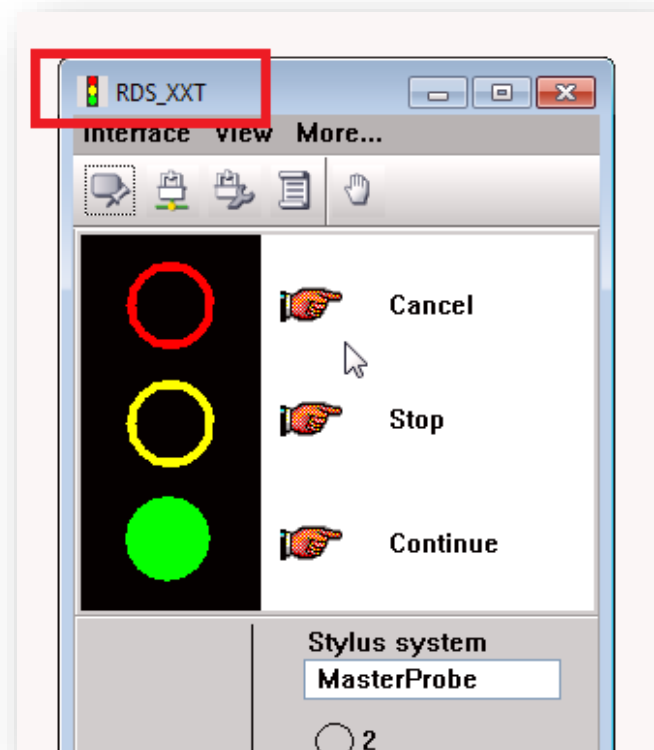 RDS_XXT
Interface View More...
Cancel
Stop
Continue
Stylus system
MasterProbe
2